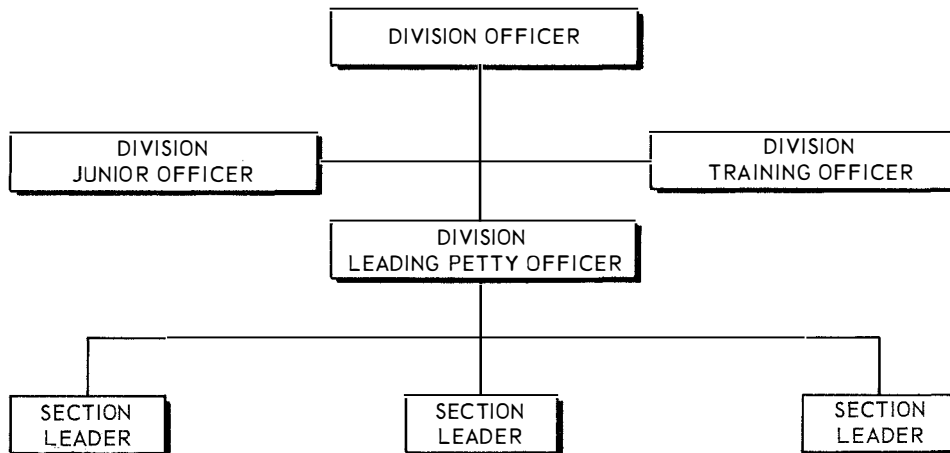 DIVISION OFFICER
DIVISION
JUNIOR OFFICER
DIVISION
TRAINING OFFICER
DIVISION
LEADING PETTY OFFICER
SECTION
LEADER
SECTION
LEADER
SECTION
LEADER